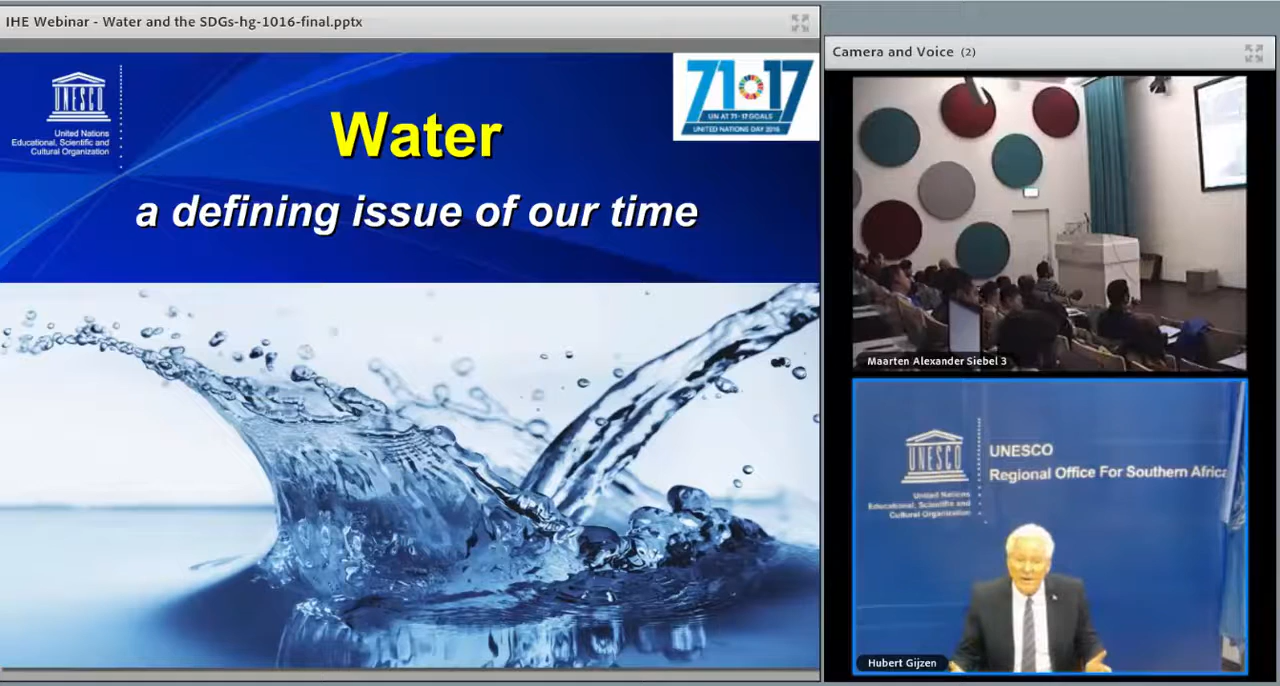 IHE Webinar - Water and the SDGs-hg-1016-final.pptx
UNESCO
United Nations
Educational, Scientific and
Cultural Organization
71 17
UN AT 71 - 17 GOALS
UNITED NATIONS DAY 2016
Water
a defining issue of our time
Camera and Voice (2)
Maarten Alexander Siebel 3
UNESCO
United Nations
Educational, Scientific and
Cultural Organization
UNESCO
Regional Office For Southern Africa
Hubert Gijzen